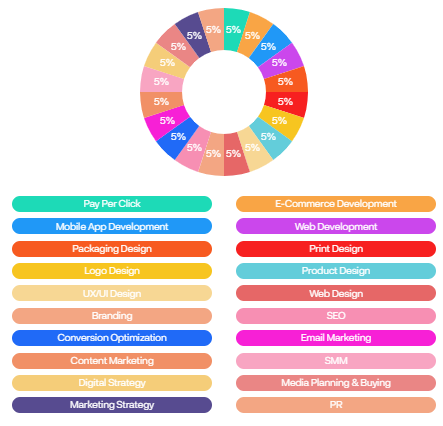 5% 5%
5% 5%
5% 5%
5% 5%
5% 5%
5% 5%
5% 5%
5% 5%
5% 5%
5% 5%
Pay Per Click E-Commerce Development
Mobile App Development Web Development
Packaging Design Print Design
Logo Design Product Design
UX/UI Design Web Design
Branding SEO
Conversion Optimization Email Marketing
Content Marketing SMM
Digital Strategy Media Planning & Buying
Marketing Strategy PR